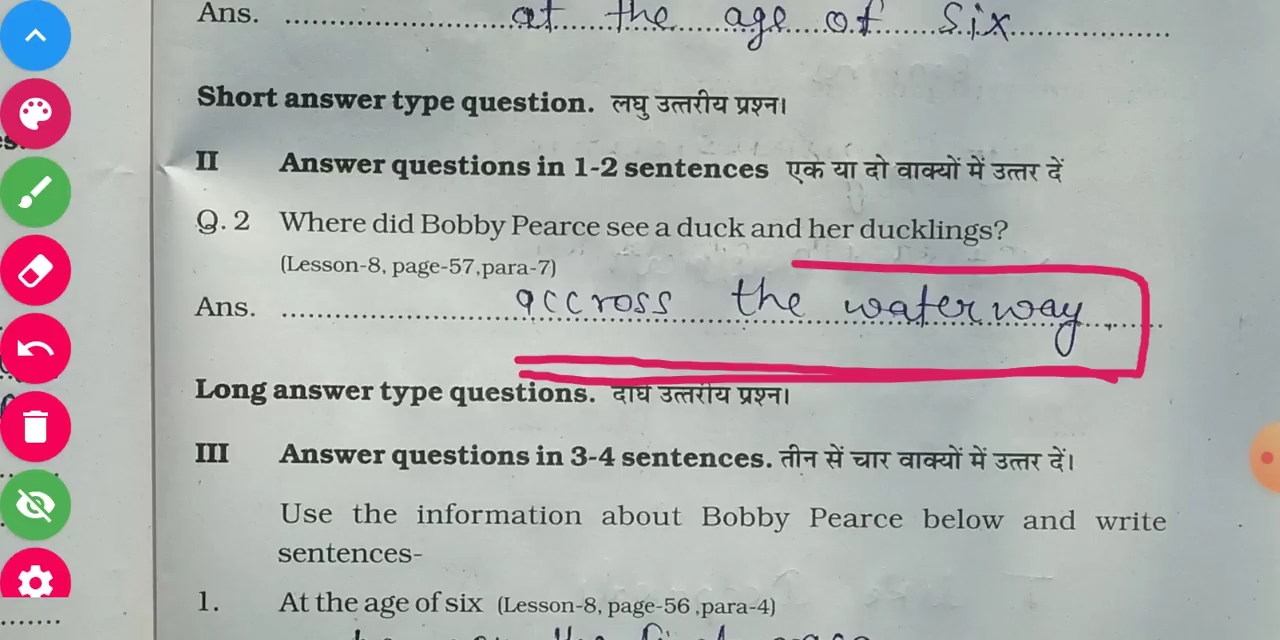 Ans. at the age of six
Short answer type question. लघु उत्तरीय प्रश्न।
II Answer questions in 1-2 sentences एक या दो वाक्यों में उत्तर दें
Q. 2 Where did Bobby Pearce see a duck and her ducklings?
(Lesson-8, page-57,para-7)
Ans. accross the waterway
Long answer type questions. दीर्घ उत्तरीय प्रश्न।
III Answer questions in 3-4 sentences. तीन सें चार वाक्यों में उत्तर दें।
Use the information about Bobby Pearce below and write
sentences-
1. At the age of six (Lesson-8, page-56 ,para-4)